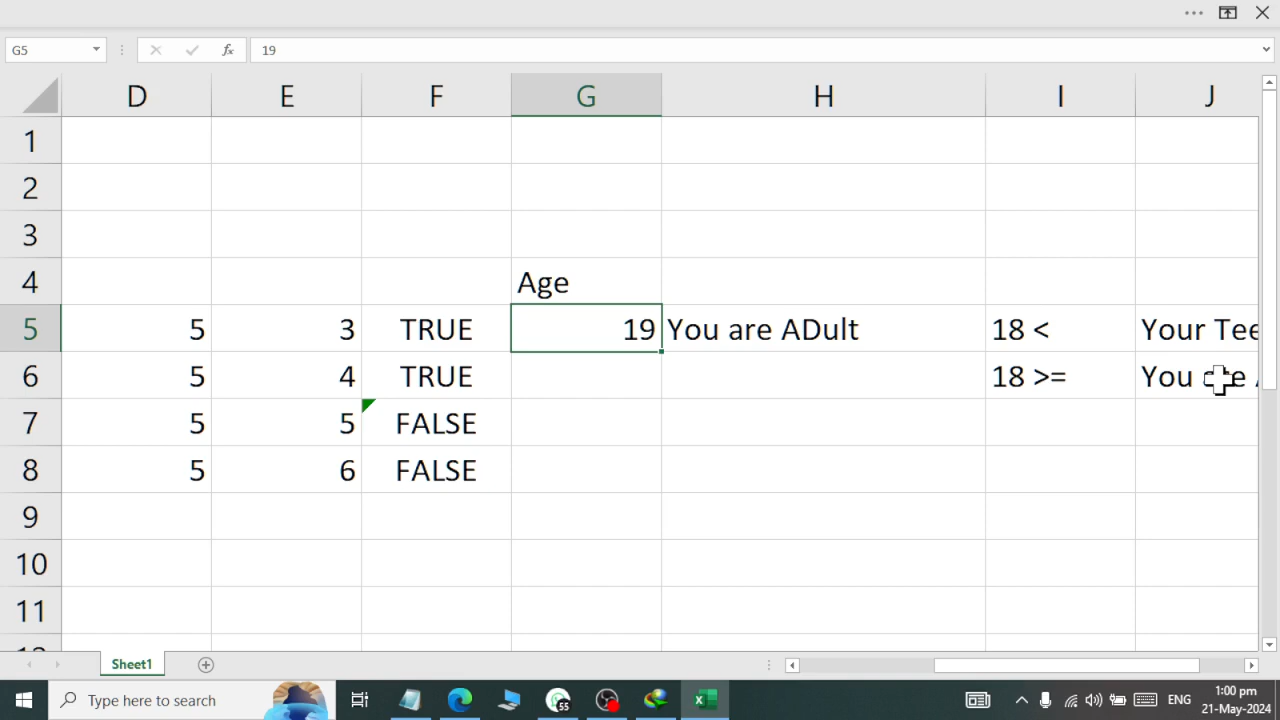 G5 fx 19
D E F G H I J
1
2
3
4 Age
5 5 3 TRUE 19 You are ADult 18 < Your Tee
6 5 4 TRUE 18 >= You
7 5 5 FALSE
8 5 6 FALSE
9
10
11
Sheet1
Type here to search 55 ENG 1:00 pm
21-May-2024